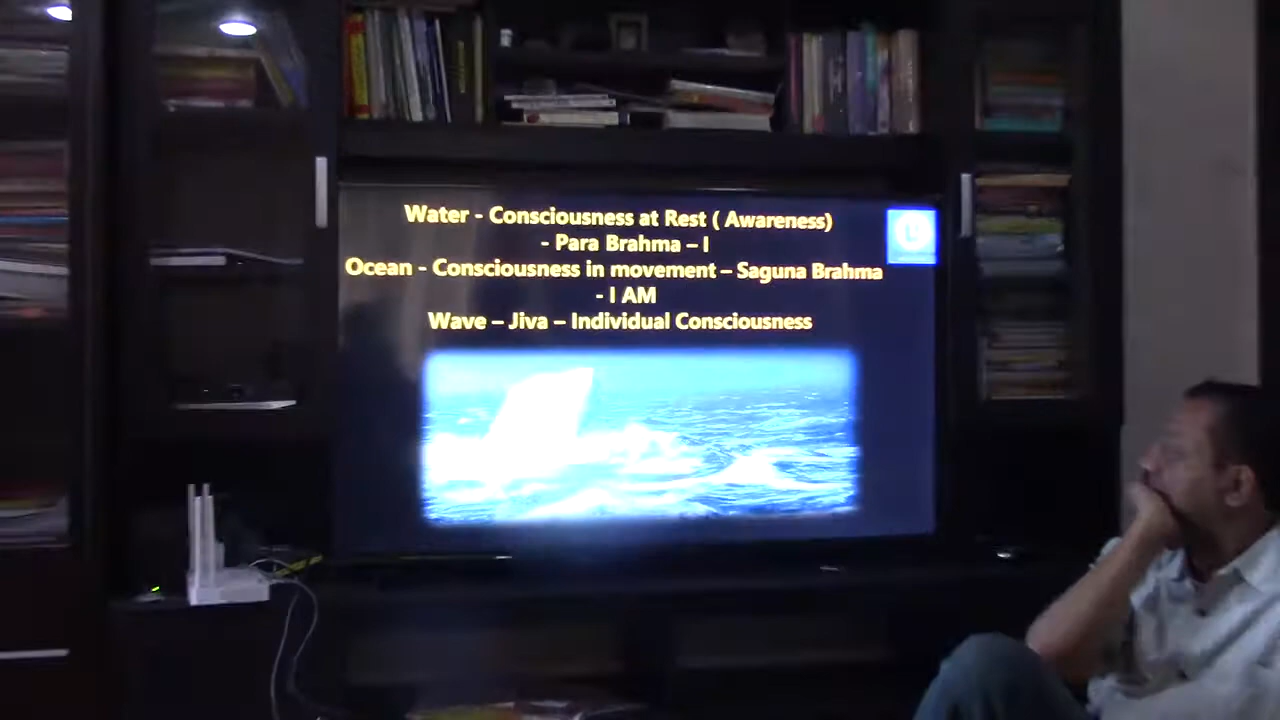 Water - Consciousness at Rest ( Awareness)
- Para Brahma – I
Ocean - Consciousness in movement – Saguna Brahma
- I AM
Wave – Jiva – Individual Consciousness